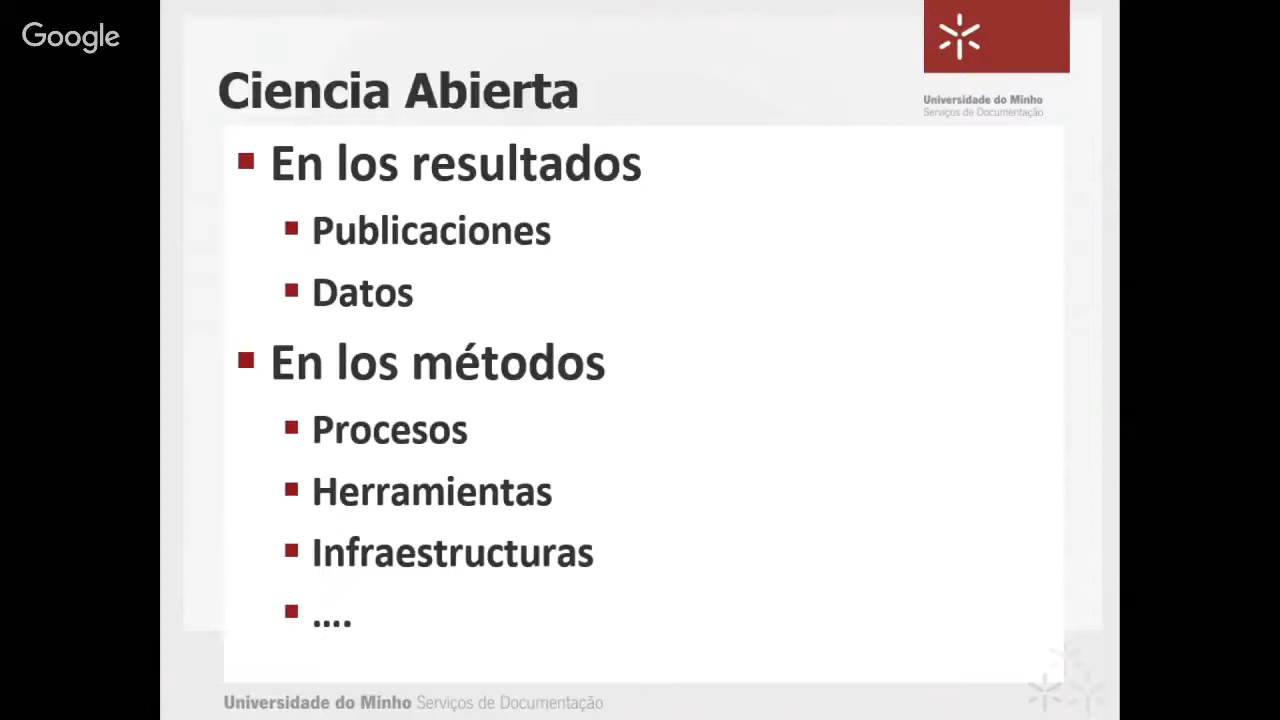 Google
Ciencia Abierta
Universidade do Minho
Serviços de Documentação
En los resultados
Publicaciones
Datos
En los métodos
Procesos
Herramientas
Infraestructuras
....
Universidade do Minho Serviços de Documentação